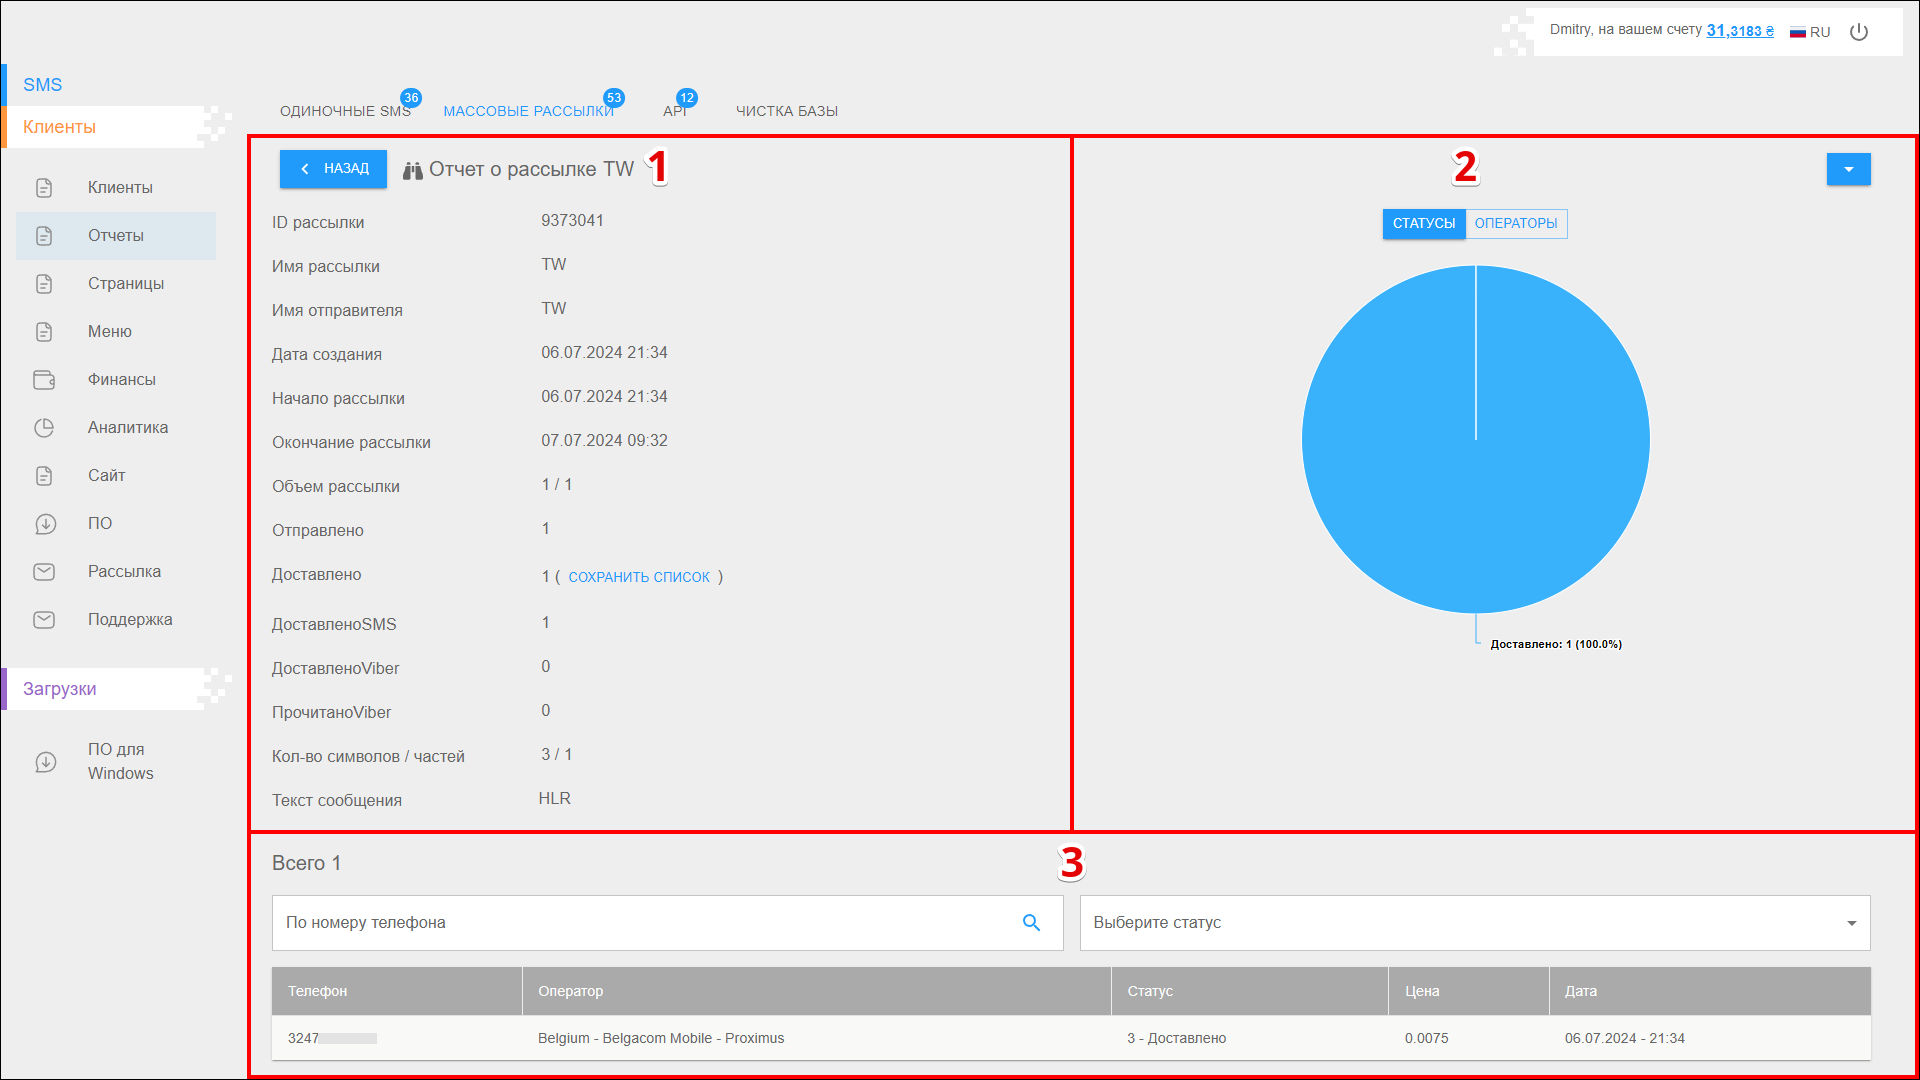 Dmitry, на вашем счету 31,3183 ₴ RU
SMS
Клиенты
Клиенты
Отчеты
Страницы
Меню
Финансы
Аналитика
Сайт
ПО
Рассылка
Поддержка
Загрузки
ПО для
Windows
ОДИНОЧНЫЕ SMS 36 МАССОВЫЕ РАССЫЛКИ 53 API 12 ЧИСТКА БАЗЫ
НАЗАД Отчет о рассылке TW 1
ID рассылки 9373041
Имя рассылки TW
Имя отправителя TW
Дата создания 06.07.2024 21:34
Начало рассылки 06.07.2024 21:34
Окончание рассылки 07.07.2024 09:32
Объем рассылки 1 / 1
Отправлено 1
Доставлено 1 ( СОХРАНИТЬ СПИСОК )
ДоставленоSMS 1
ДоставленоViber 0
ПрочитаноViber 0
Кол-во символов / частей 3 / 1
Текст сообщения HLR
2
СТАТУСЫ ОПЕРАТОРЫ
Доставлено: 1 (100.0%)
Всего 1 3
По номеру телефона Выберите статус
Телефон Оператор Статус Цена Дата
3247 Belgium - Belgacom Mobile - Proximus 3 - Доставлено 0.0075 06.07.2024 - 21:34